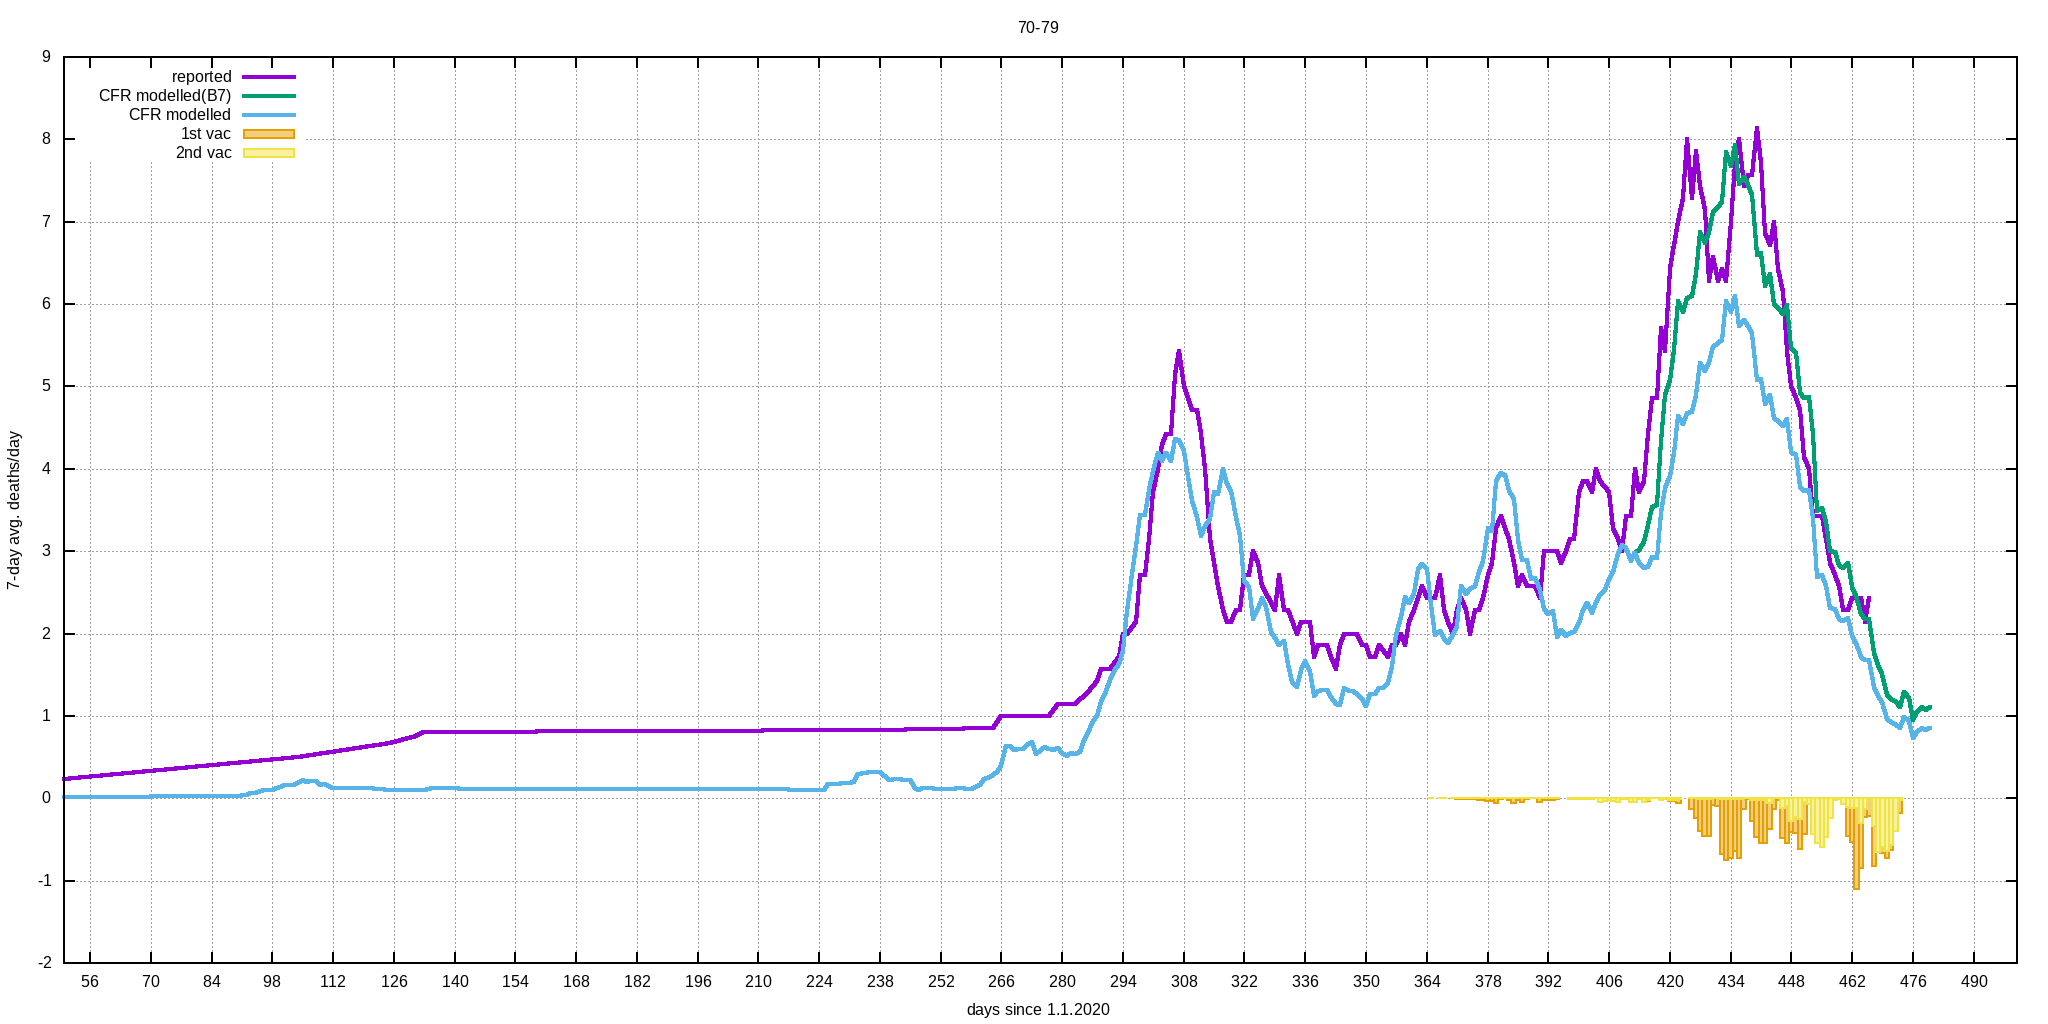 70-79
9
reported
CFR modelled(B7)
CFR modelled
8
1st vac
2nd vac
7
6
5
4
7-day avg. deaths/day
3
2
1
0
-1
-2
56 70 84 98 112 126 140 154 168 182 196 210 224 238 252 266 280 294 308 322 336 350 364 378 392 406 420 434 448 462 476 490
days since 1.1.2020